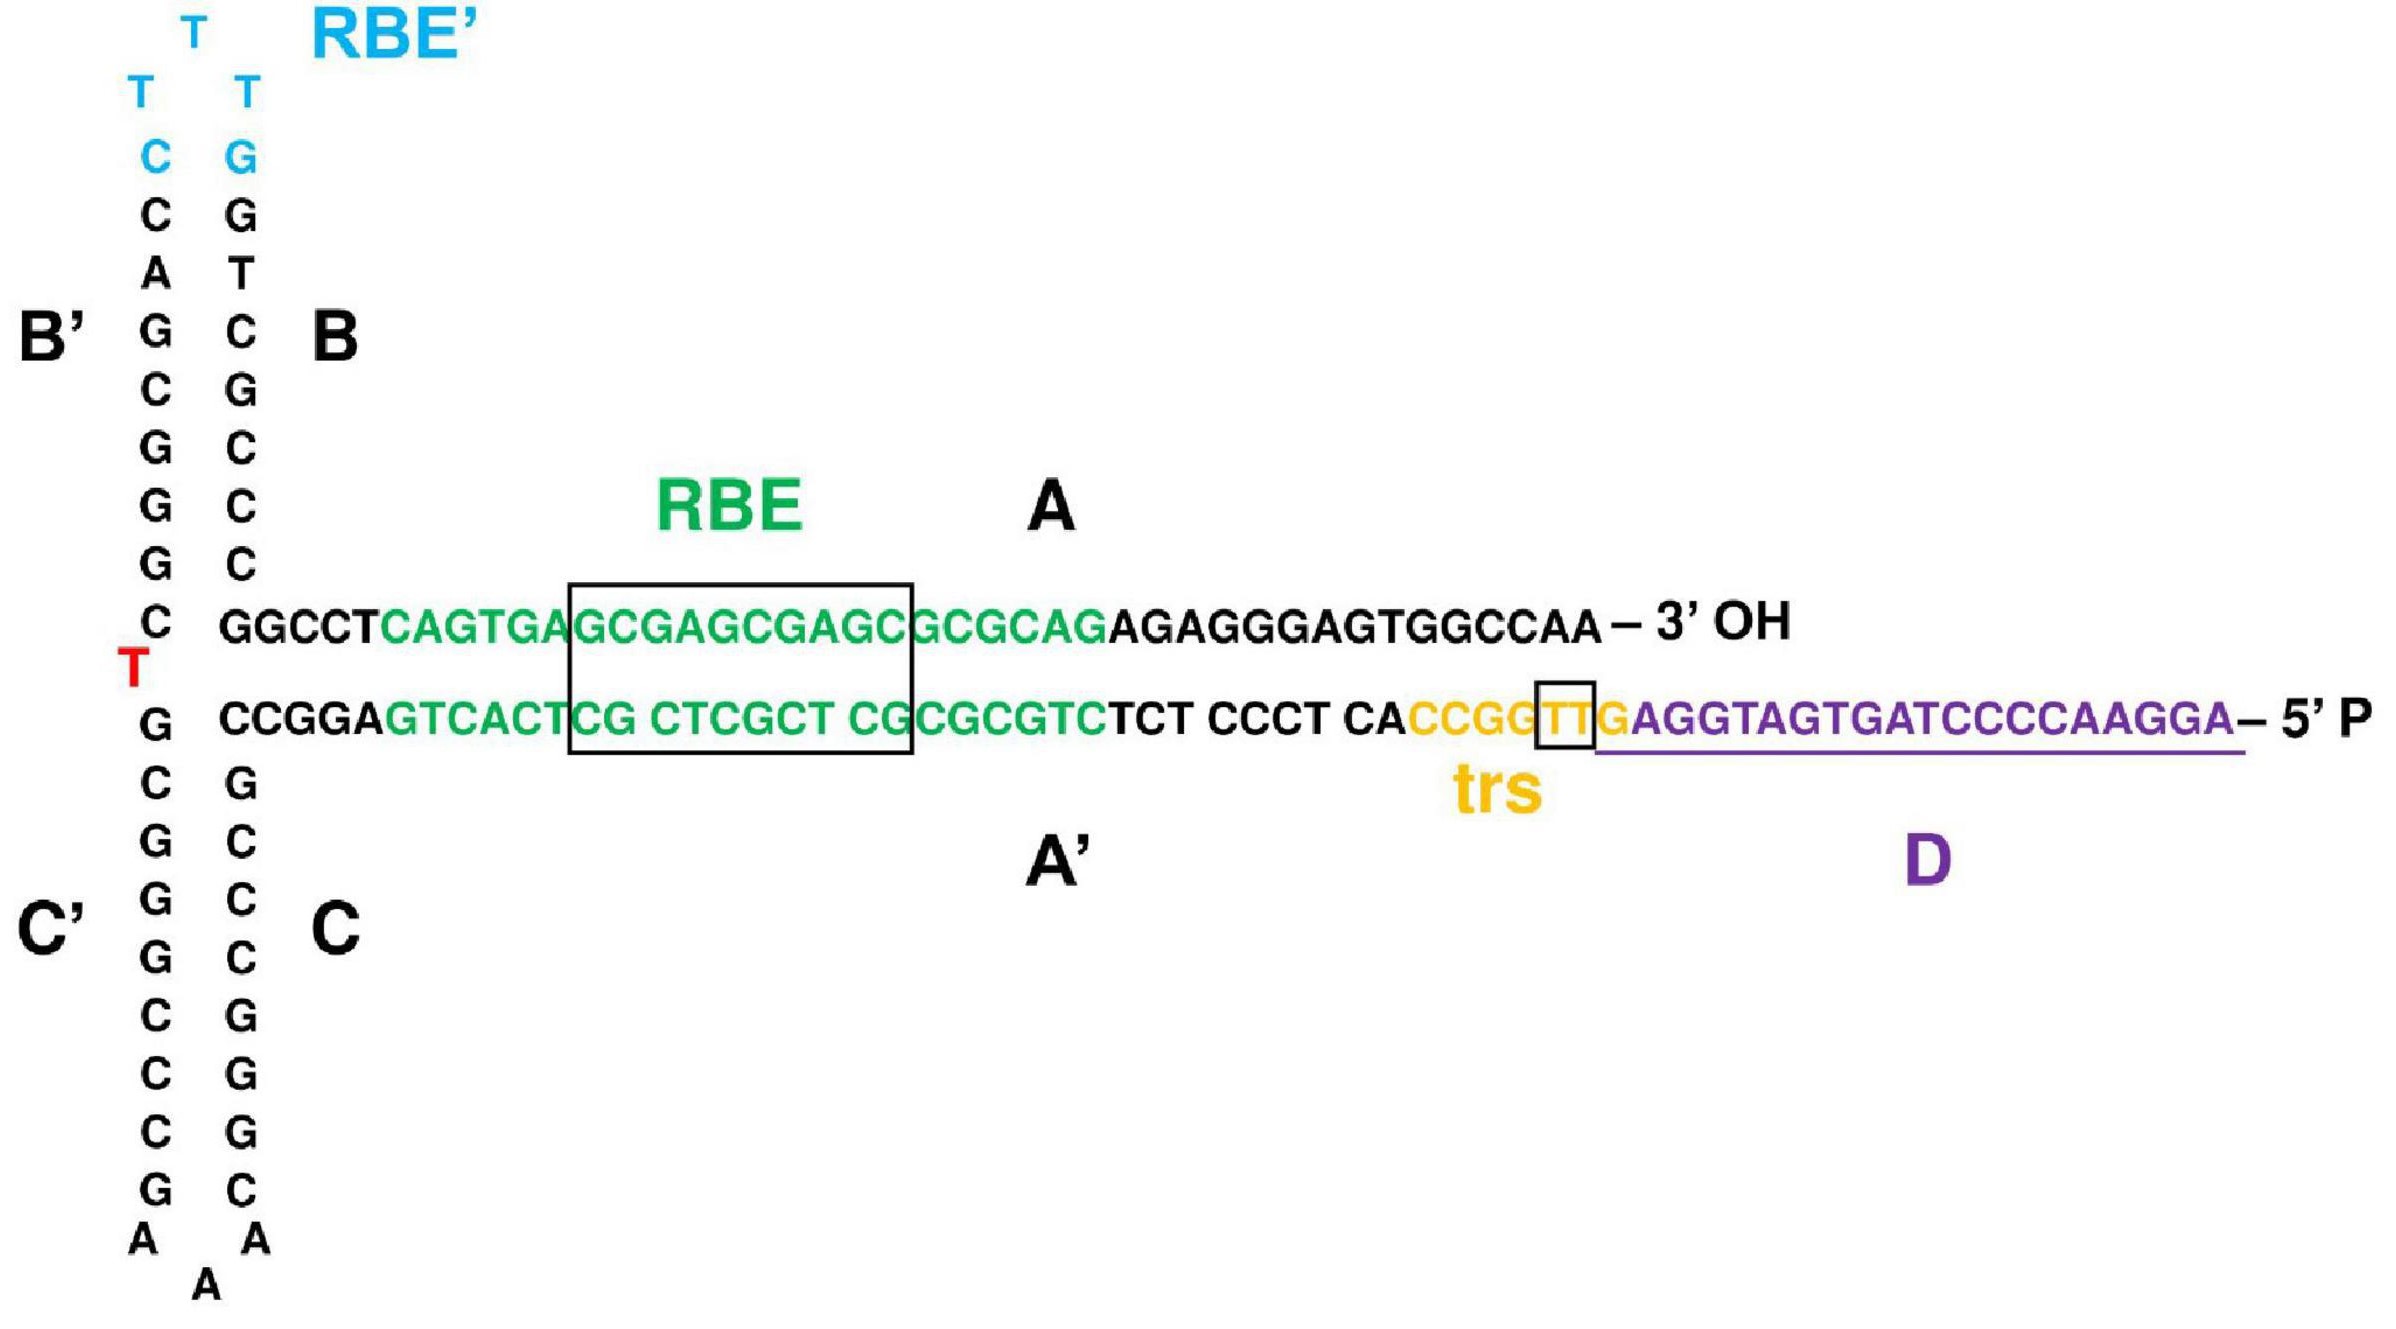 T RBE’
T T
C G
C G
A T
B’ G C B
C G
G C
G C RBE A
G C
C GGCCTCAGTGAGCGAGCGAGCGCGCAGAGAGGGAGTGGCCAA – 3’ OH
T
G CCGGAGTCACTCG CTCGCT CGCGCGTCTCT CCCT CACCGGTTGAGGTAGTGATCCCCAAGGA – 5’ P
C G trs
G C A’ D
G C
C’ C
G C
C G
C G
C G
G C
A A
A